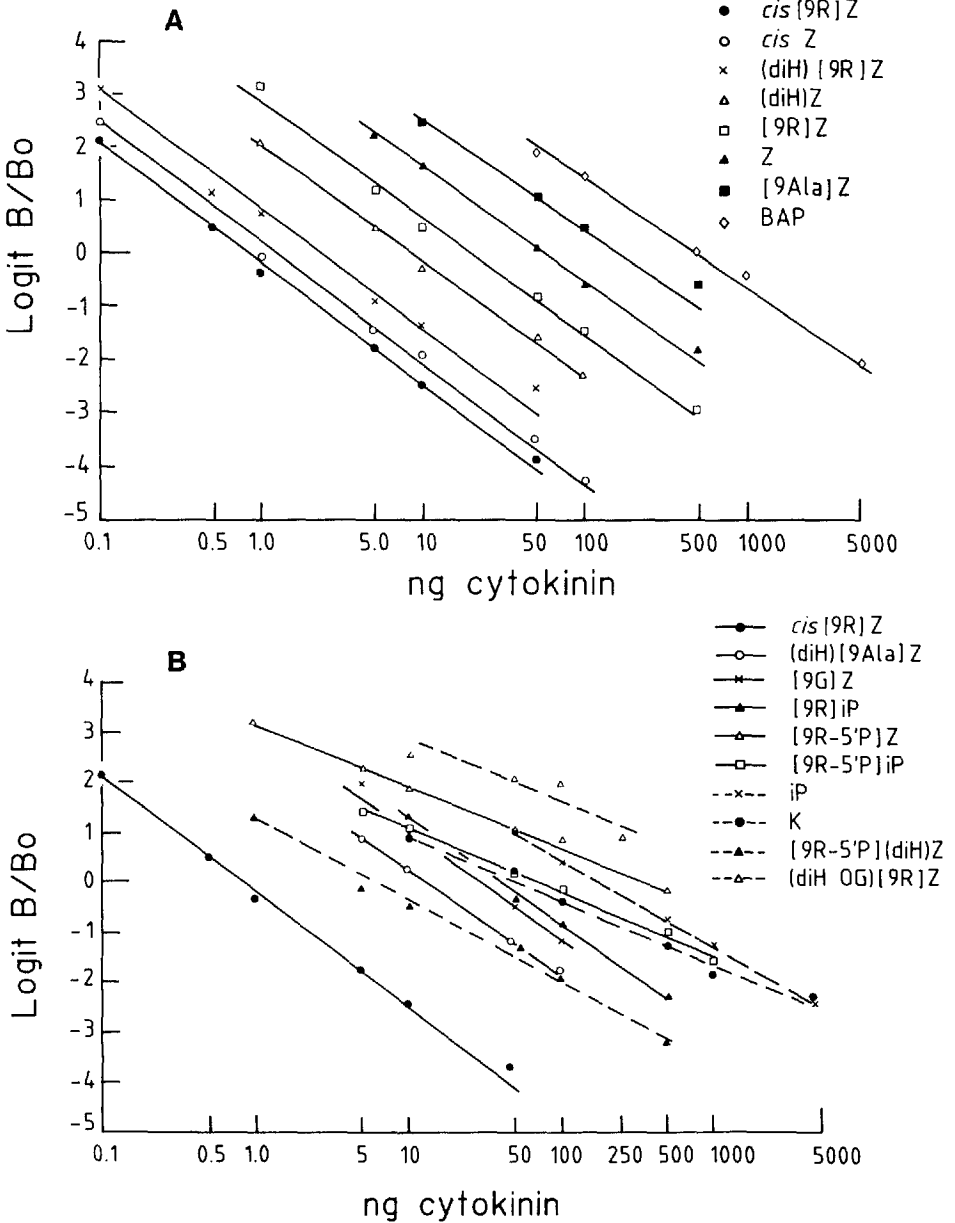 A
cis [9R] Z
cis Z
(diH) [9R] Z
(diH)Z
[9R]Z
Z
[9Ala]Z
BAP
Logit B/Bo
4
3
2
1
0
-1
-2
-3
-4
-5
0.1 0.5 1.0 5.0 10 50 100 500 1000 5000
ng cytokinin
B
cis [9R] Z
(diH)[9Ala]Z
[9G]Z
[9R]iP
[9R-5'P]Z
[9R-5'P]iP
iP
K
[9R-5'P](diH)Z
(diH OG)[9R]Z
Logit B/Bo
4
3
2
1
0
-1
-2
-3
-4
-5
0.1 0.5 1.0 5 10 50 100 250 500 1000 5000
ng cytokinin